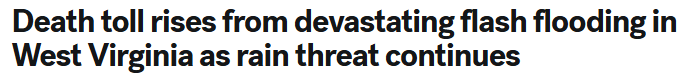 Death toll rises from devastating flash flooding in
West Virginia as rain threat continues